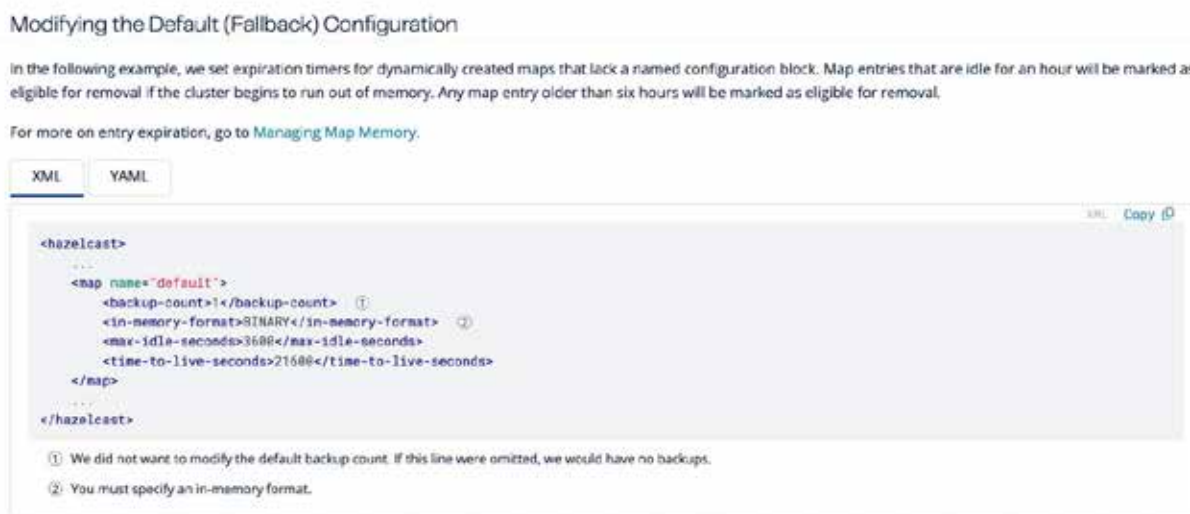 Modifying the Default (Fallback) Configuration
In the following example, we set expiration timers for dynamically created maps that lack a named configuration block. Map entries that are idle for an hour will be marked as
eligible for removal if the cluster begins to run out of memory. Any map entry older than six hours will be marked as eligible for removal.
For more on entry expiration, go to Managing Map Memory.
XML YAML
XML Copy
<hazelcast>
...
<map name="default">
<backup-count>1</backup-count> ①
<in-memory-format>BINARY</in-memory-format> ②
<max-idle-seconds>3600</max-idle-seconds>
<time-to-live-seconds>21600</time-to-live-seconds>
</map>
...
</hazelcast>
① We did not want to modify the default backup count. If this line were omitted, we would have no backups.
② You must specify an in-memory format.